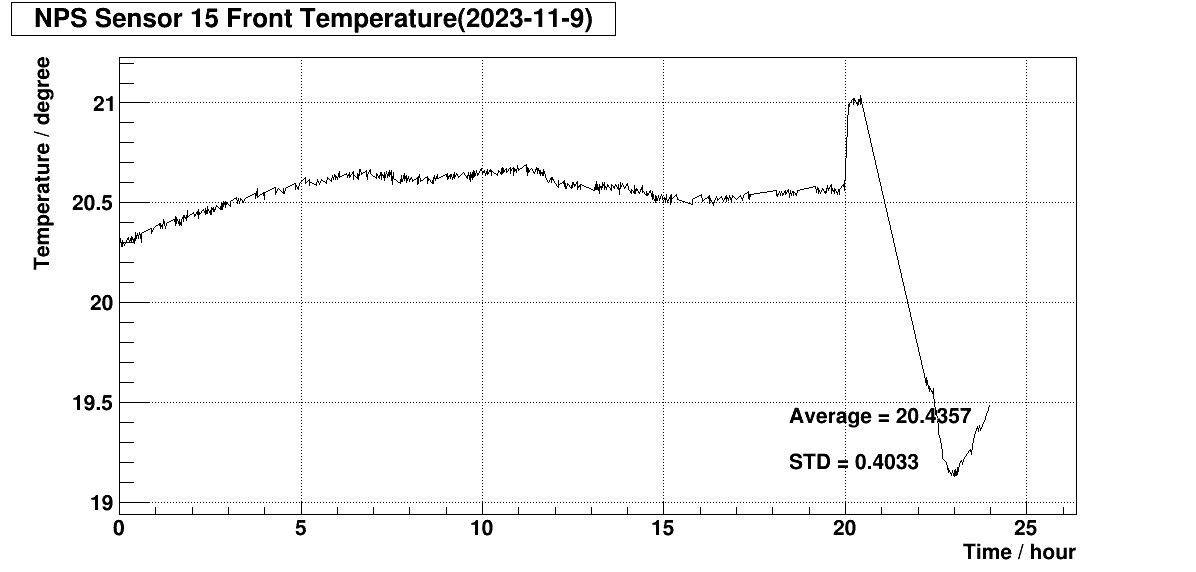 NPS Sensor 15 Front Temperature(2023-11-9)
Temperature / degree
21
20.5
20
19.5
19
Average = 20.4357
STD = 0.4033
0 5 10 15 20 25
Time / hour